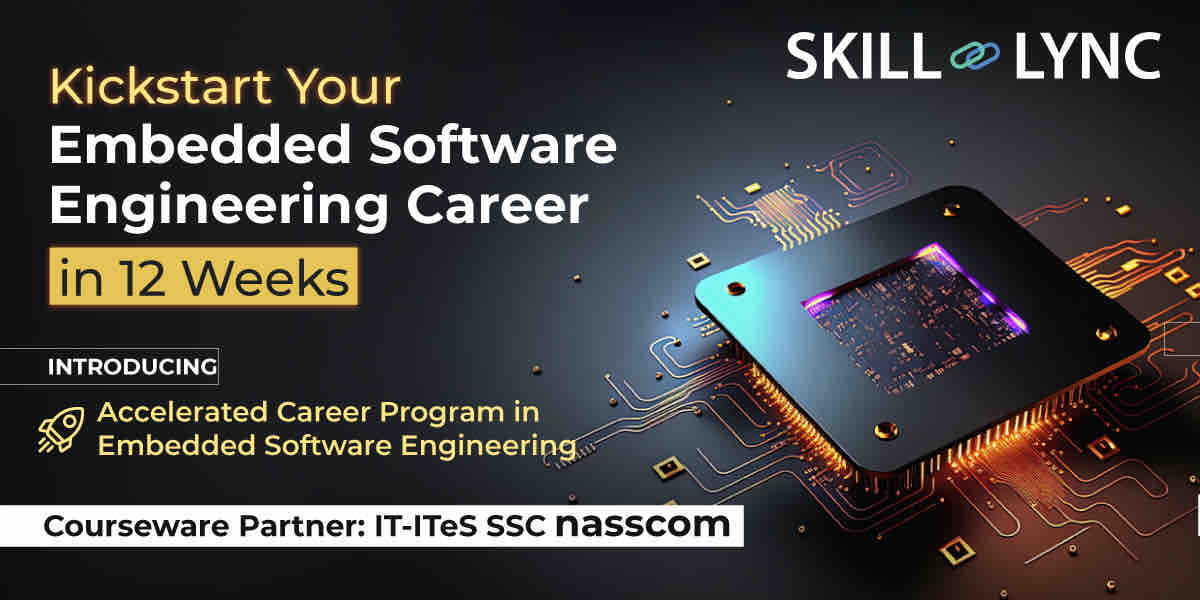 SKILL LYNC
Kickstart Your
Embedded Software
Engineering Career
in 12 Weeks
INTRODUCING
Accelerated Career Program in
Embedded Software Engineering
Courseware Partner: IT-ITeS SSC nasscom